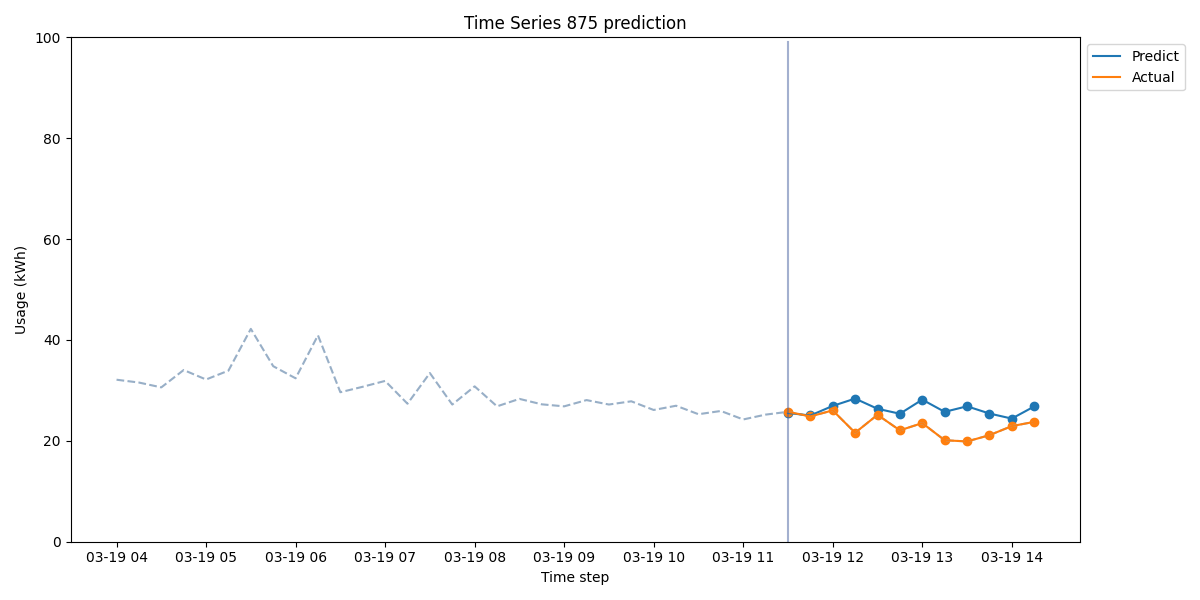 Time Series 875 prediction
Predict
Actual
100
80
60
40
20
0
Usage (kWh)
03-19 04 03-19 05 03-19 06 03-19 07 03-19 08 03-19 09 03-19 10 03-19 11 03-19 12 03-19 13 03-19 14
Time step